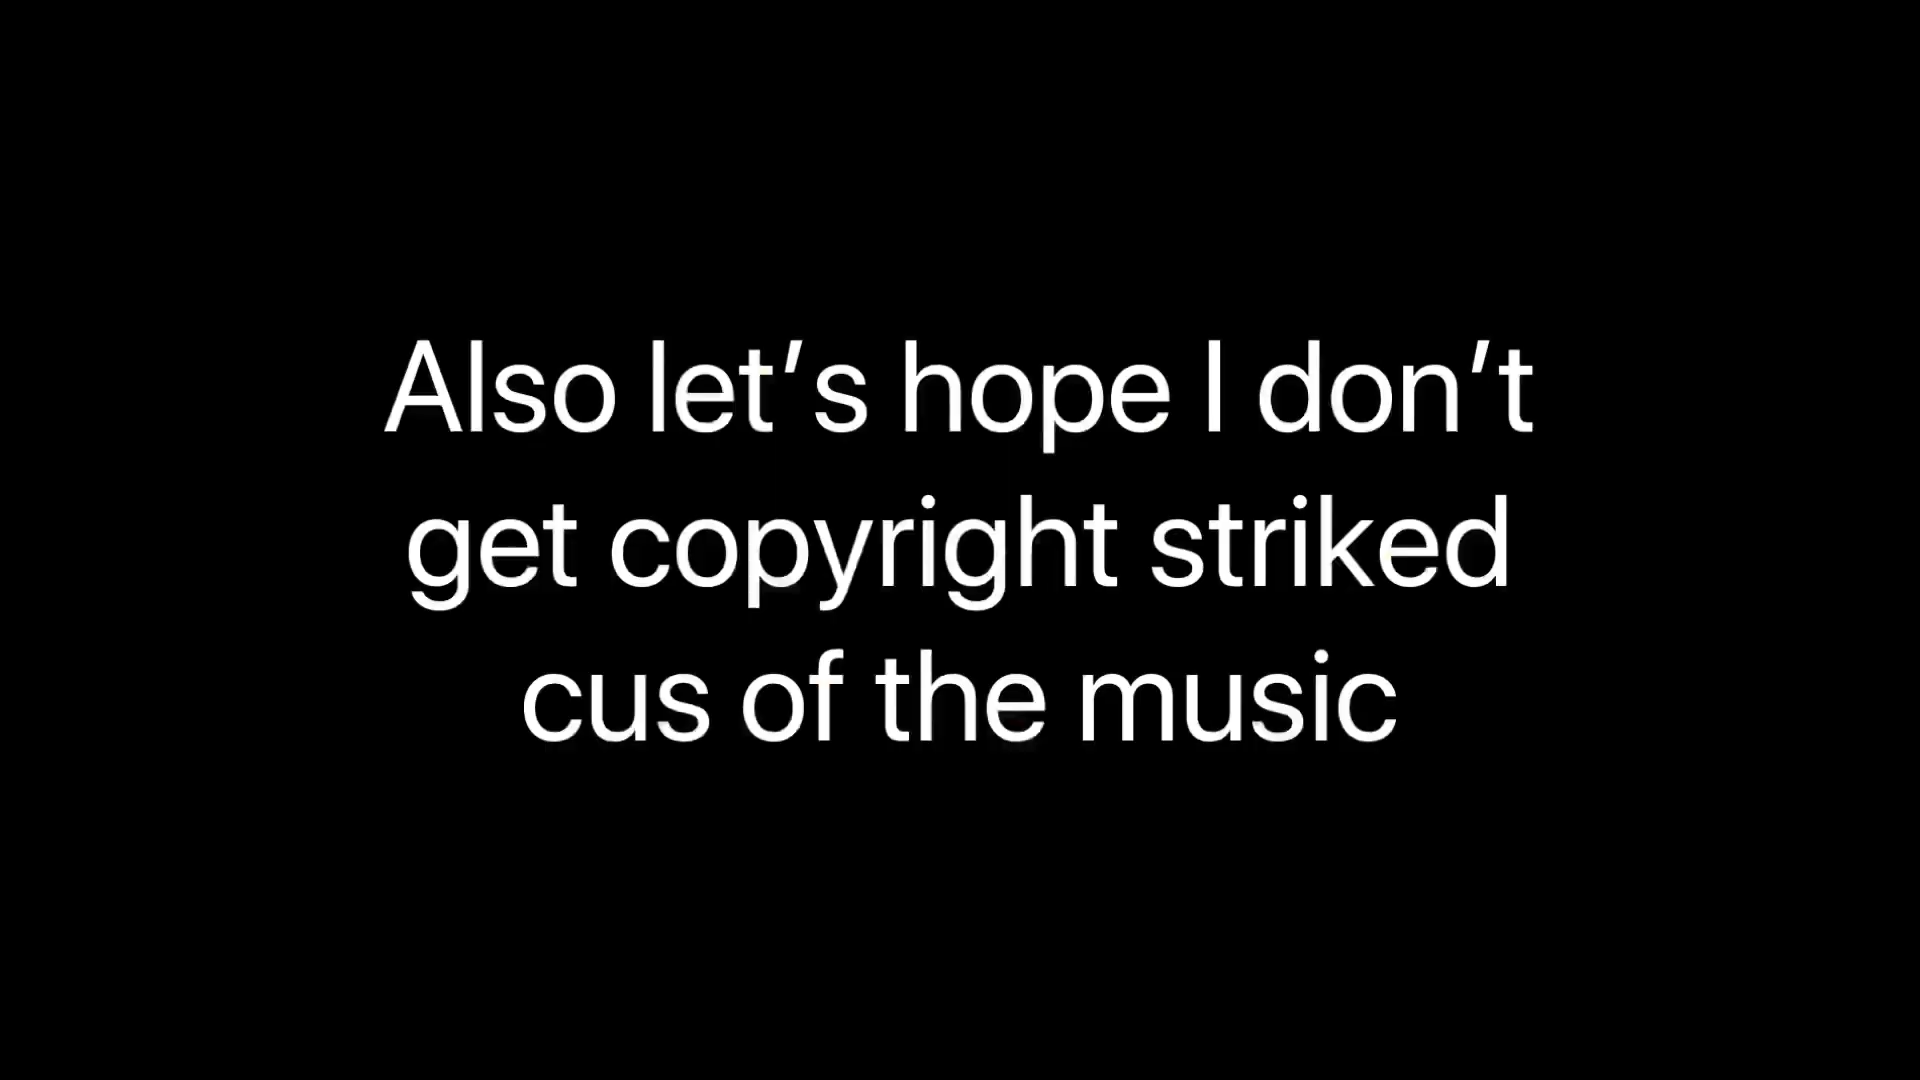 Also let’s hope I don’t
get copyright striked
cus of the music